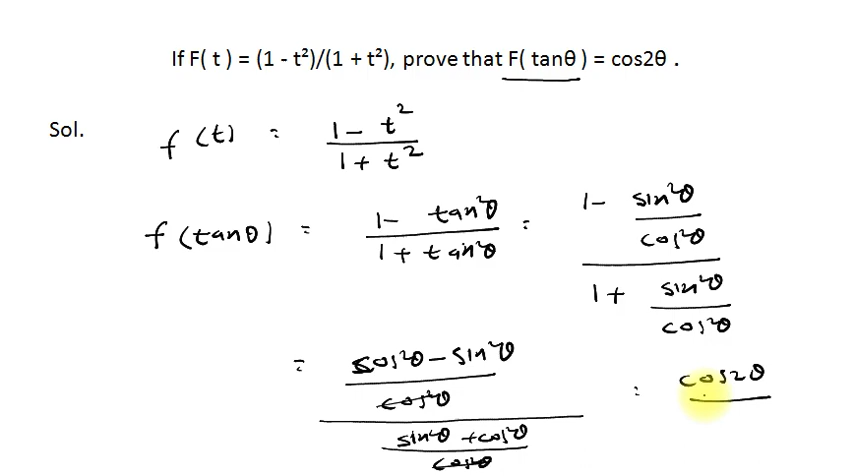 If F( t ) = (1 - t²)/(1 + t²), prove that F( tanθ ) = cos2θ .
Sol. f (t) = (1 - t²)/(1 + t²)
f (tanθ) = (1 - tan²θ)/(1 + tan²θ) = (1 - sin²θ/cos²θ)/(1 + sin²θ/cos²θ)
= ((cos²θ - sin²θ)/cos²θ)/((sin²θ + cos²θ)/cos²θ) = cos2θ